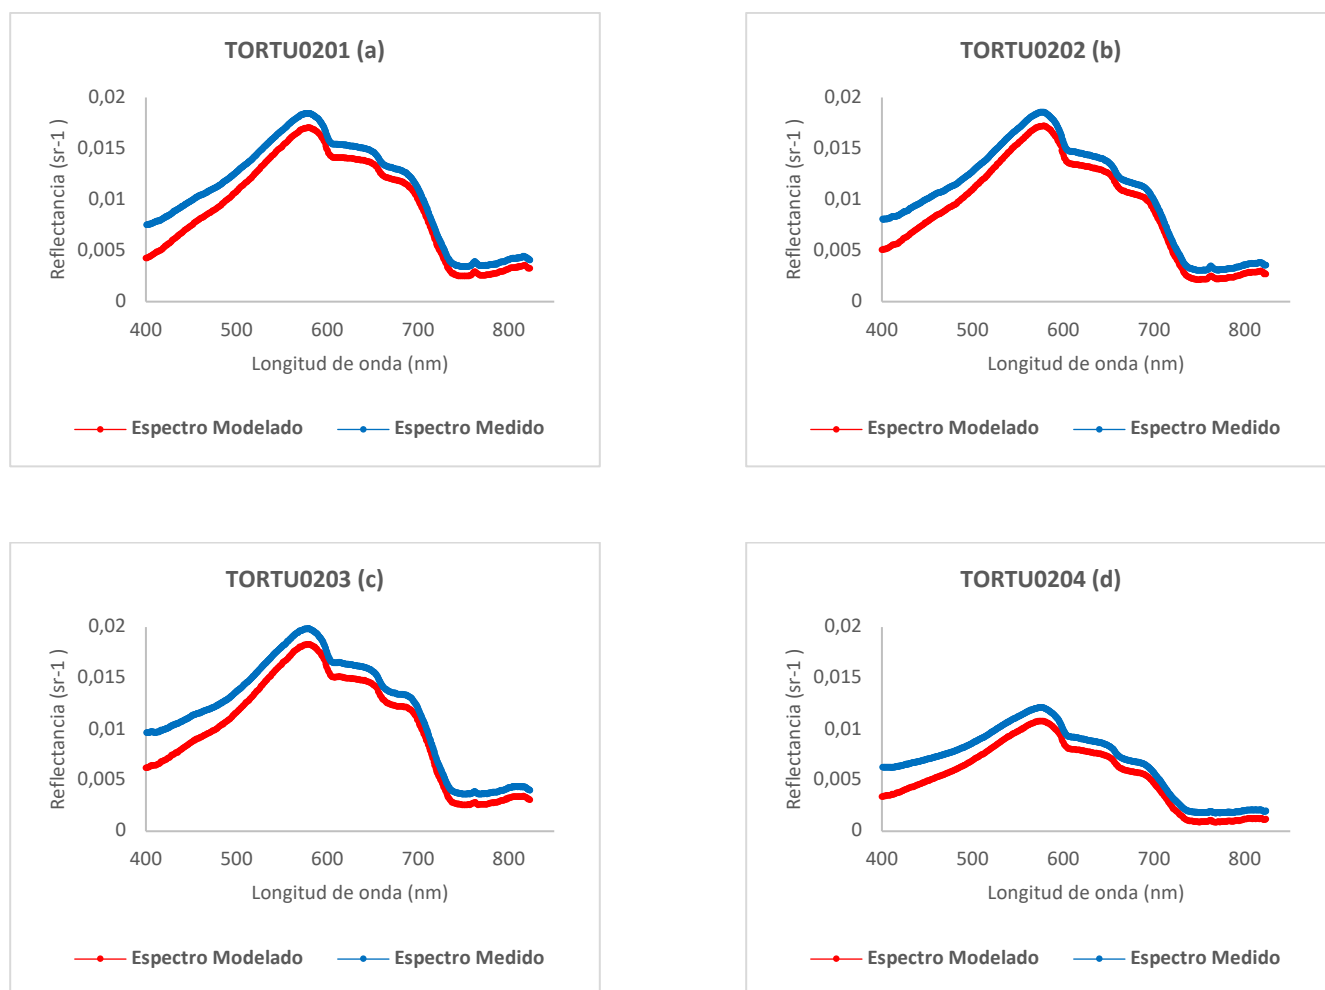 TORTU0201 (a)
Reflectancia (sr-1 )
0,02
0,015
0,01
0,005
0
400 500 600 700 800
Longitud de onda (nm)
Espectro Modelado Espectro Medido
TORTU0202 (b)
Reflectancia (sr-1 )
0,02
0,015
0,01
0,005
0
400 500 600 700 800
Longitud de onda (nm)
Espectro Modelado Espectro Medido
TORTU0203 (c)
Reflectancia (sr-1 )
0,02
0,015
0,01
0,005
0
400 500 600 700 800
Longitud de onda (nm)
Espectro Modelado Espectro Medido
TORTU0204 (d)
Reflectancia (sr-1 )
0,02
0,015
0,01
0,005
0
400 500 600 700 800
Longitud de onda (nm)
Espectro Modelado Espectro Medido